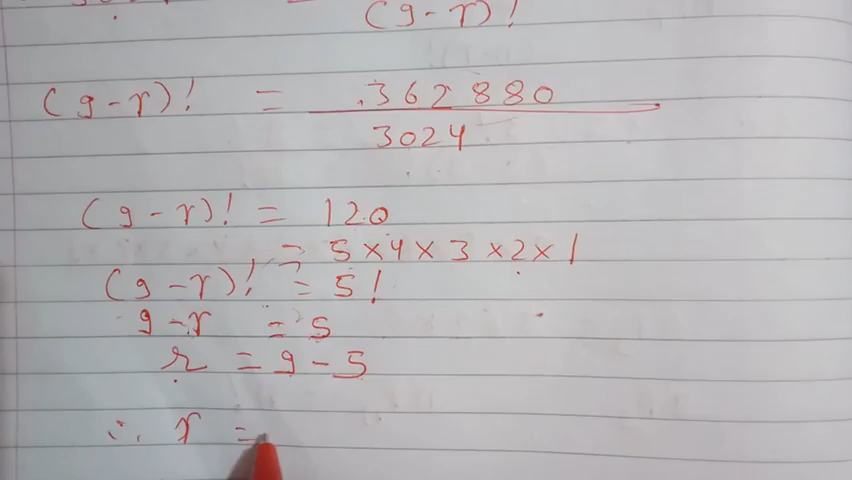 (9-r)!
(9-r)! = 362880
3024
(9-r)! = 120
= 5×4×3×2×1
(9-r)! = 5!
9-r = 5
r = 9-5
∴ r =